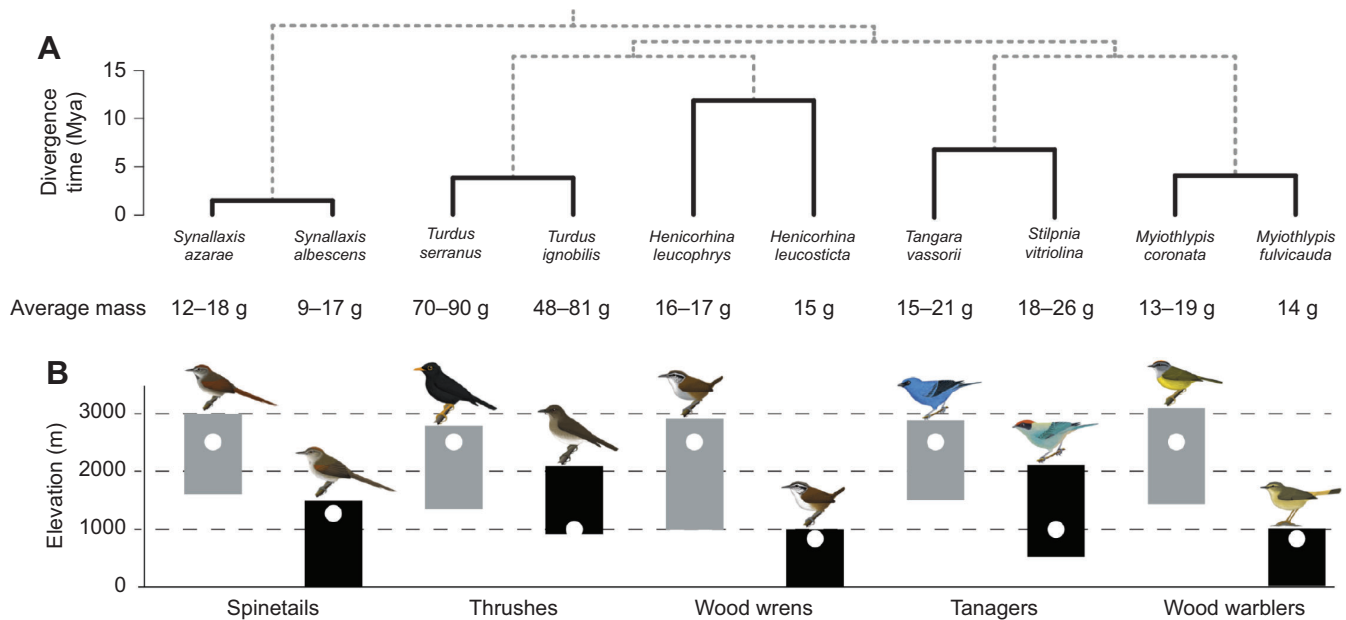 A
15
10
5
0
Divergence
time (Mya)
Synallaxis
azarae
Synallaxis
albescens
Turdus
serranus
Turdus
ignobilis
Henicorhina
leucophrys
Henicorhina
leucosticta
Tangara
vassorii
Stilpnia
vitriolina
Myiothlypis
coronata
Myiothlypis
fulvicauda
Average mass 12–18 g 9–17 g 70–90 g 48–81 g 16–17 g 15 g 15–21 g 18–26 g 13–19 g 14 g
B
3000
2000
1000
0
Elevation (m)
Spinetails Thrushes Wood wrens Tanagers Wood warblers